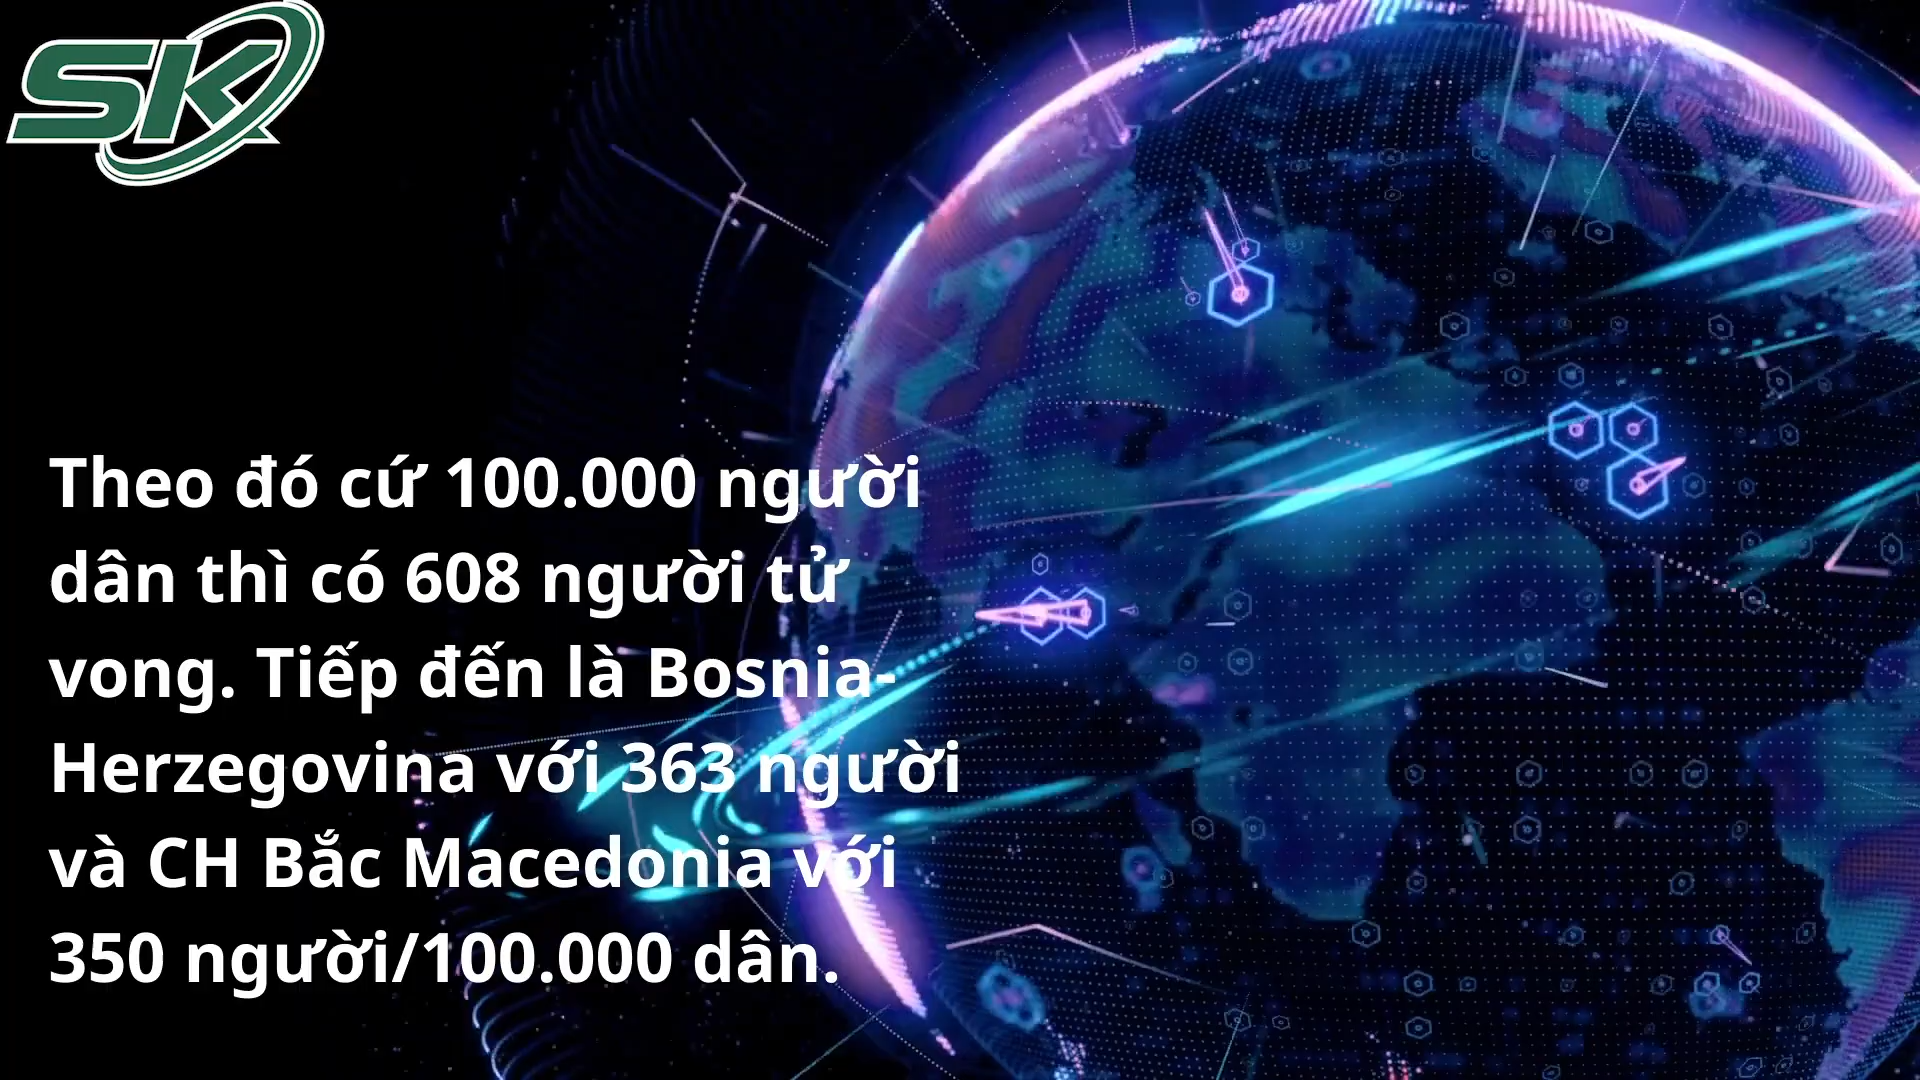 SK
Theo đó cứ 100.000 người
dân thì có 608 người tử
vong. Tiếp đến là Bosnia-
Herzegovina với 363 người
và CH Bắc Macedonia với
350 người/100.000 dân.